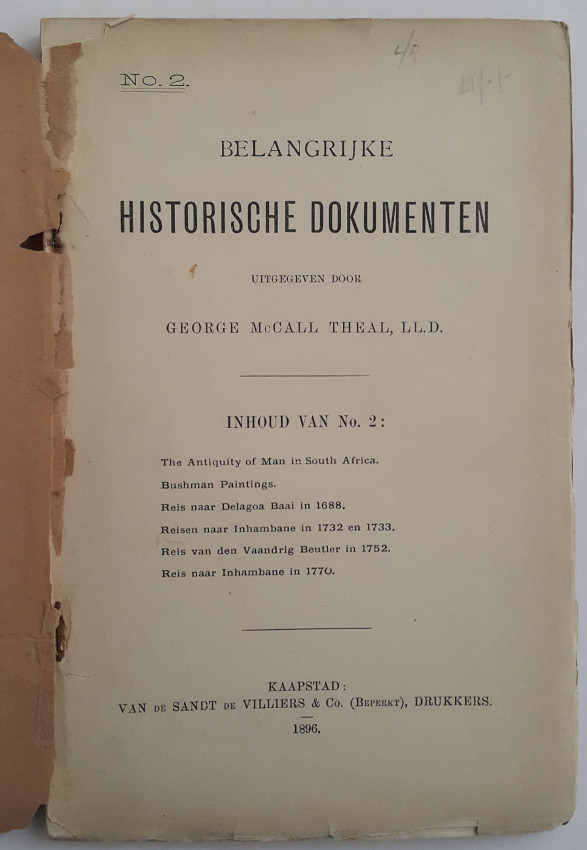 No. 2.
BELANGRIJKE
HISTORISCHE DOKUMENTEN
UITGEGEVEN DOOR
GEORGE McCALL THEAL, LL.D.
INHOUD VAN No. 2:
The Antiquity of Man in South Africa.
Bushman Paintings.
Reis naar Delagoa Baai in 1688.
Reisen naar Inhambane in 1732 en 1733.
Reis van den Vaandrig Beutler in 1752.
Reis naar Inhambane in 1770.
KAAPSTAD:
VAN DE SANDT DE VILLIERS & Co. (BEPERKT), DRUKKERS.
1896.